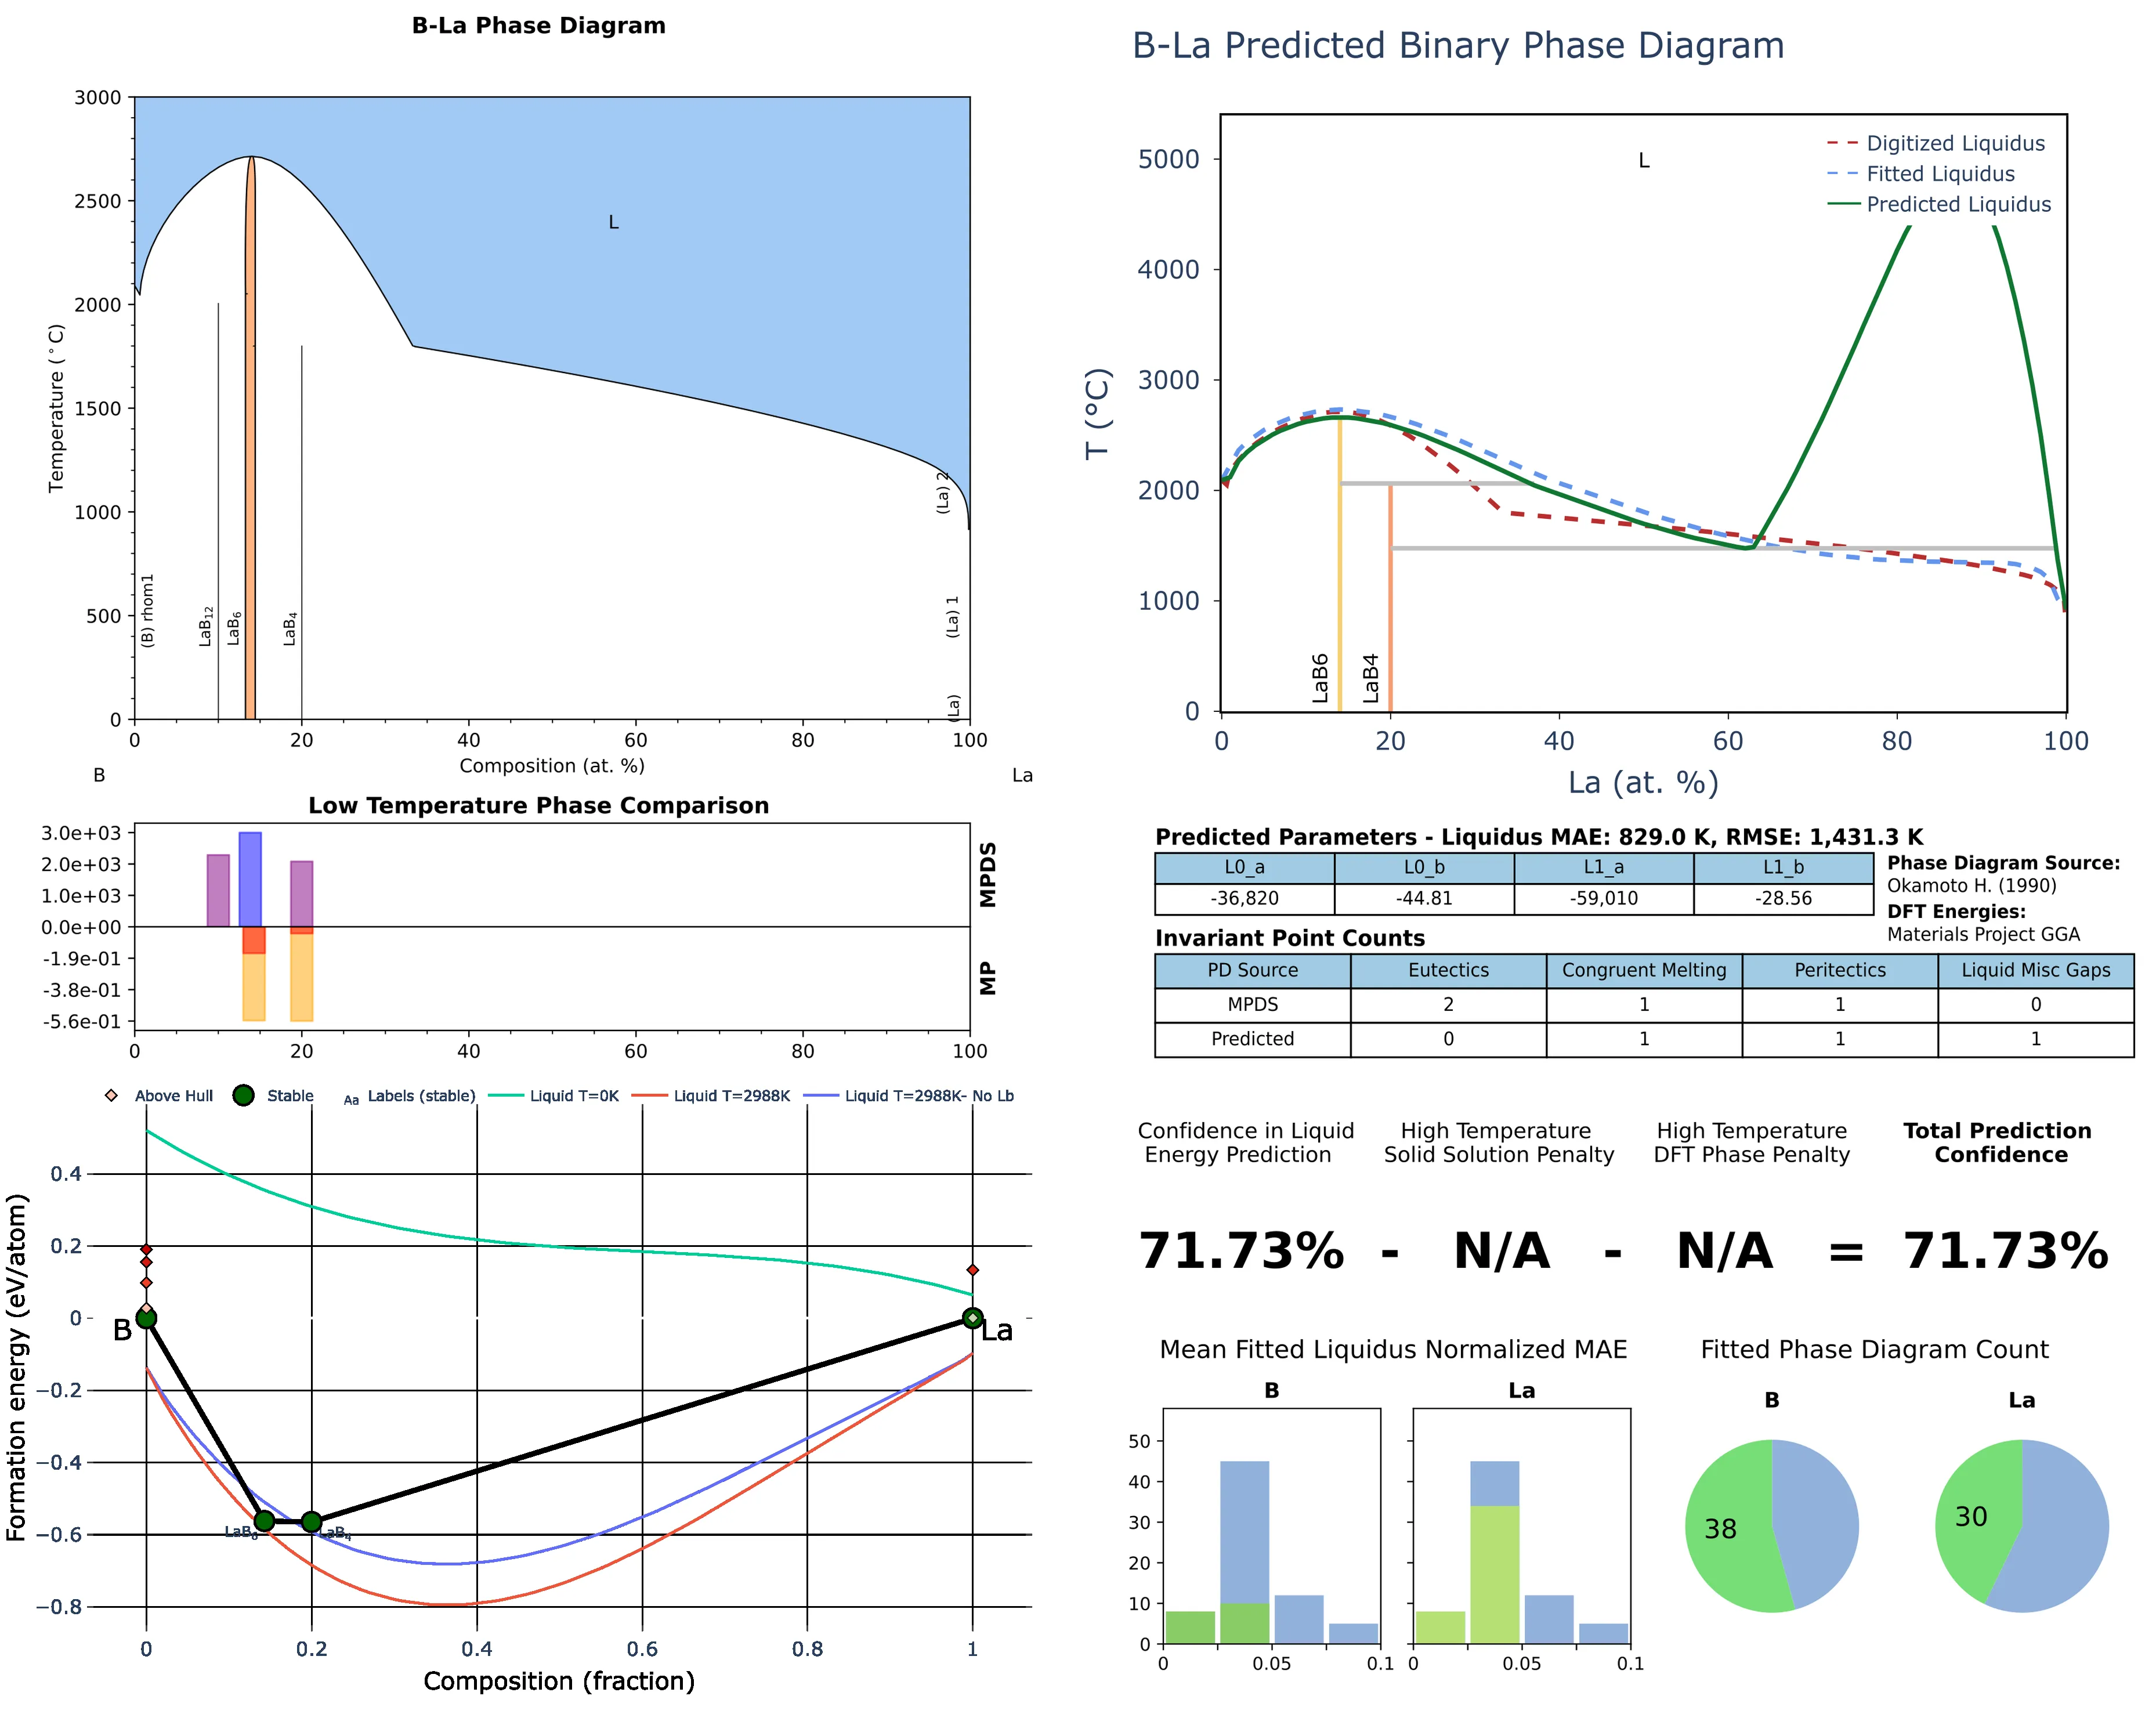 B-La Phase Diagram
3000
2500
2000
1500
1000
500
0
Temperature (°C)
L
(B) rhom1
LaB12
LaB6
LaB4
(La) 2
(La) 1
(La)
0 20 40 60 80 100
Composition (at. %)
B La
B-La Predicted Binary Phase Diagram
5000
4000
3000
2000
1000
0
T (°C)
L
Digitized Liquidus
Fitted Liquidus
Predicted Liquidus
LaB6
LaB4
0 20 40 60 80 100
La (at. %)
Low Temperature Phase Comparison
3.0e+03
2.0e+03
1.0e+03
0.0e+00
-1.9e-01
-3.8e-01
-5.6e-01
MPDS
MP
0 20 40 60 80 100
Predicted Parameters - Liquidus MAE: 829.0 K, RMSE: 1,431.3 K
L0_a L0_b L1_a L1_b
-36,820 -44.81 -59,010 -28.56
Phase Diagram Source:
Okamoto H. (1990)
DFT Energies:
Materials Project GGA
Invariant Point Counts
PD Source Eutectics Congruent Melting Peritectics Liquid Misc Gaps
MPDS 2 1 1 0
Predicted 0 1 1 1
Above Hull Stable Aa Labels (stable) Liquid T=0K Liquid T=2988K Liquid T=2988K- No Lb
0.4
0.2
0
−0.2
−0.4
−0.6
−0.8
Formation energy (eV/atom)
B
La
LaB6
LaB4
0 0.2 0.4 0.6 0.8 1
Composition (fraction)
Confidence in Liquid
Energy Prediction
High Temperature
Solid Solution Penalty
High Temperature
DFT Phase Penalty
Total Prediction
Confidence
71.73% - N/A - N/A = 71.73%
Mean Fitted Liquidus Normalized MAE
B La
50
40
30
20
10
0
0 0.05 0.1
0 0.05 0.1
Fitted Phase Diagram Count
B La
38
30